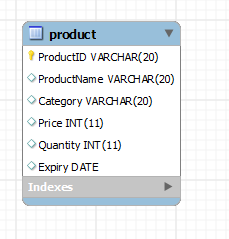 product
ProductID VARCHAR(20)
ProductName VARCHAR(20)
Category VARCHAR(20)
Price INT(11)
Quantity INT(11)
Expiry DATE
Indexes